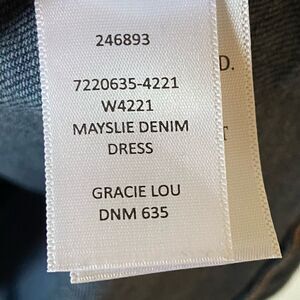 246893
7220635-4221
W4221
MAYSLIE DENIM
DRESS
GRACIE LOU
DNM 635
D.
T